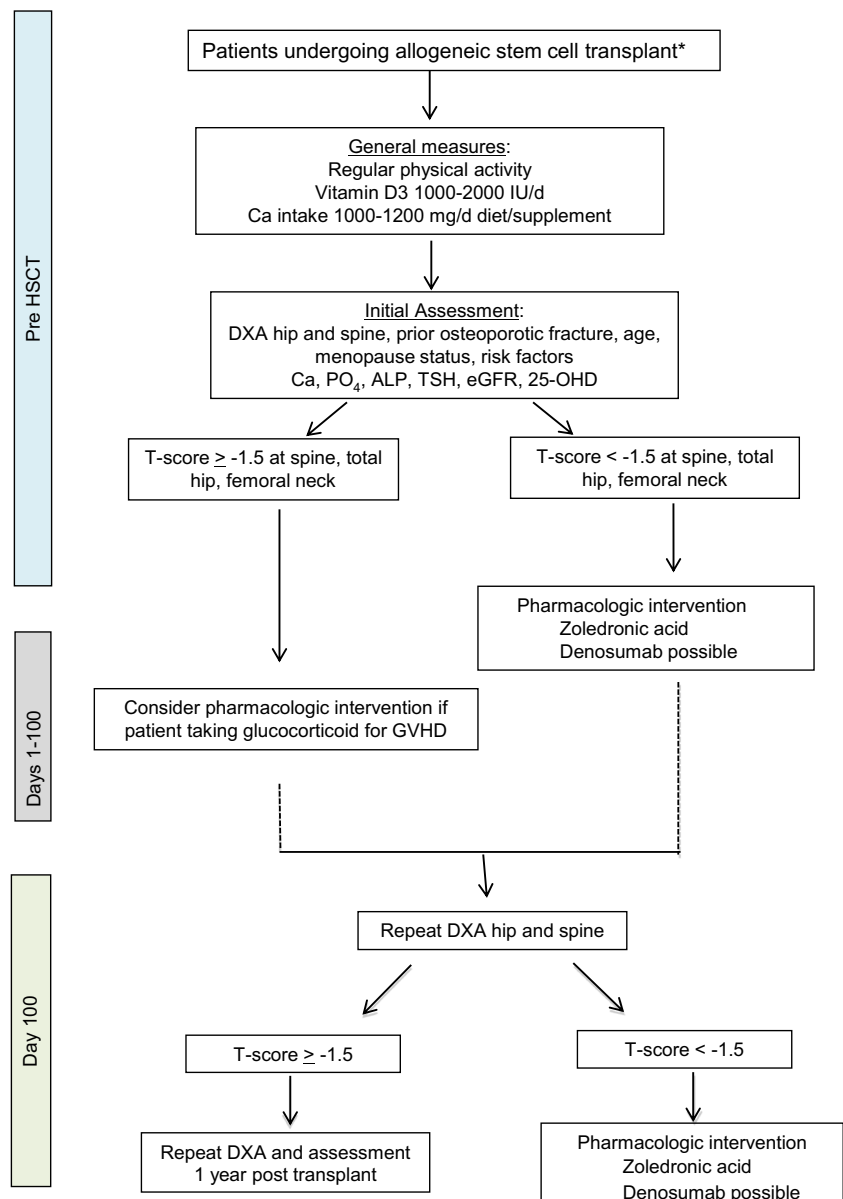 Patients undergoing allogeneic stem cell transplant*
General measures:
Regular physical activity
Vitamin D3 1000-2000 IU/d
Ca intake 1000-1200 mg/d diet/supplement
Pre HSCT
Initial Assessment:
DXA hip and spine, prior osteoporotic fracture, age,
menopause status, risk factors
Ca, PO4, ALP, TSH, eGFR, 25-OHD
T-score ≥ -1.5 at spine, total
hip, femoral neck
T-score < -1.5 at spine, total
hip, femoral neck
Pharmacologic intervention
Zoledronic acid
Denosumab possible
Days 1-100
Consider pharmacologic intervention if
patient taking glucocorticoid for GVHD
Day 100
Repeat DXA hip and spine
T-score ≥ -1.5
T-score < -1.5
Repeat DXA and assessment
1 year post transplant
Pharmacologic intervention
Zoledronic acid
Denosumab possible